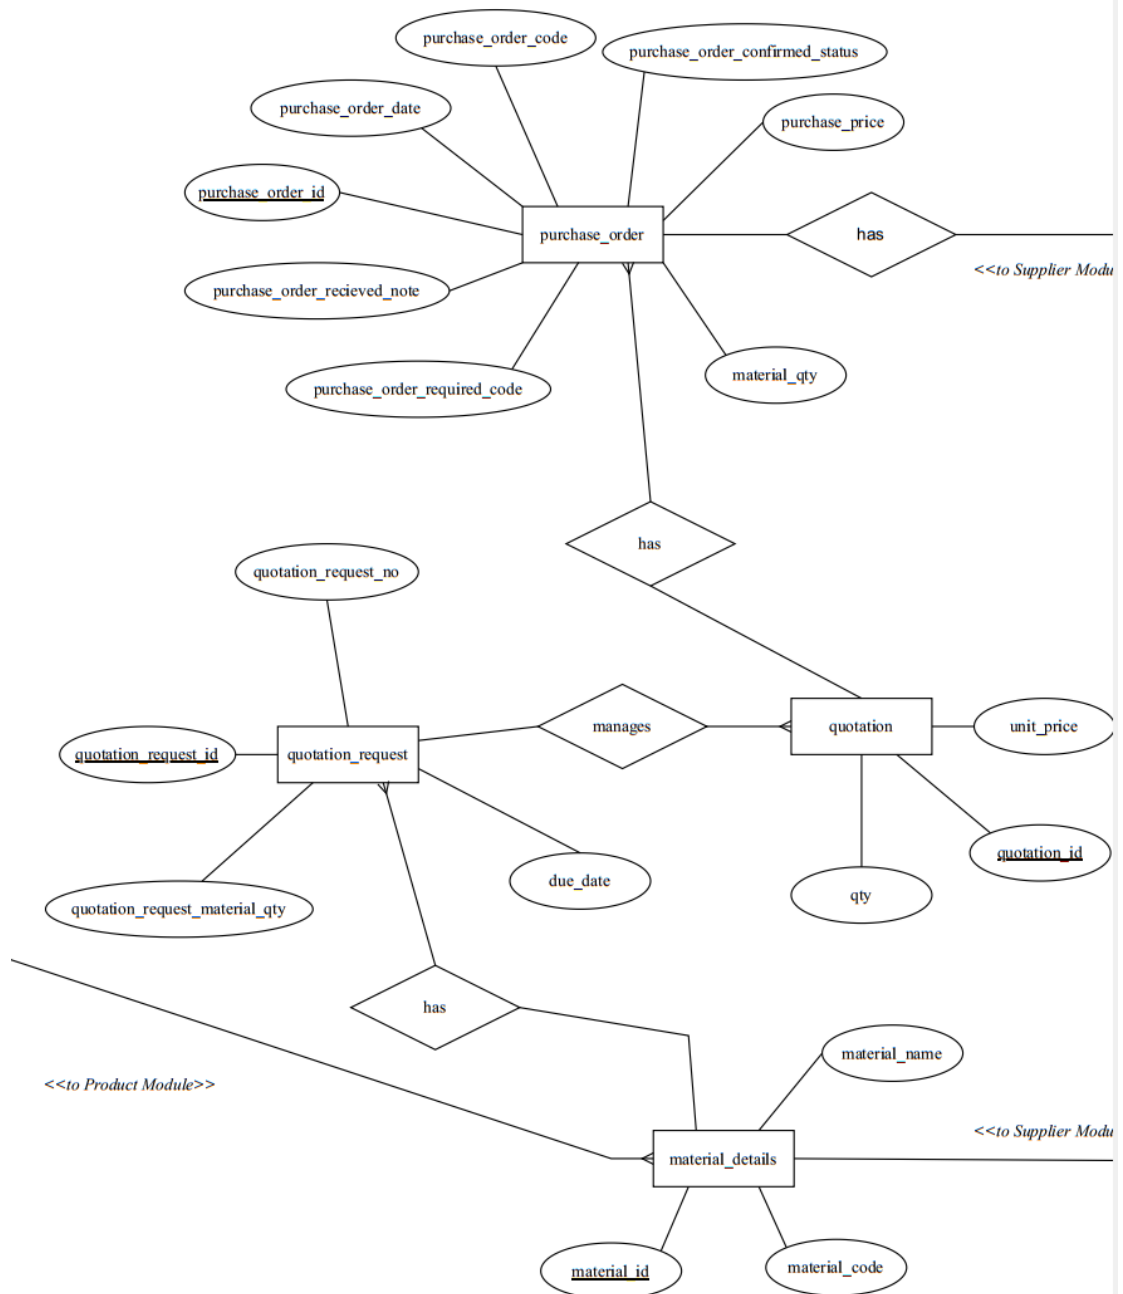 purchase_order_code
purchase_order_confirmed_status
purchase_order_date
purchase_price
purchase_order_id
purchase_order
has
<<to Supplier Modu
purchase_order_recieved_note
purchase_order_required_code
material_qty
has
quotation_request_no
manages
quotation
unit_price
quotation_request_id
quotation_request
quotation_id
due_date
qty
quotation_request_material_qty
has
material_name
<<to Product Module>>
<<to Supplier Modu
material_details
material_id
material_code